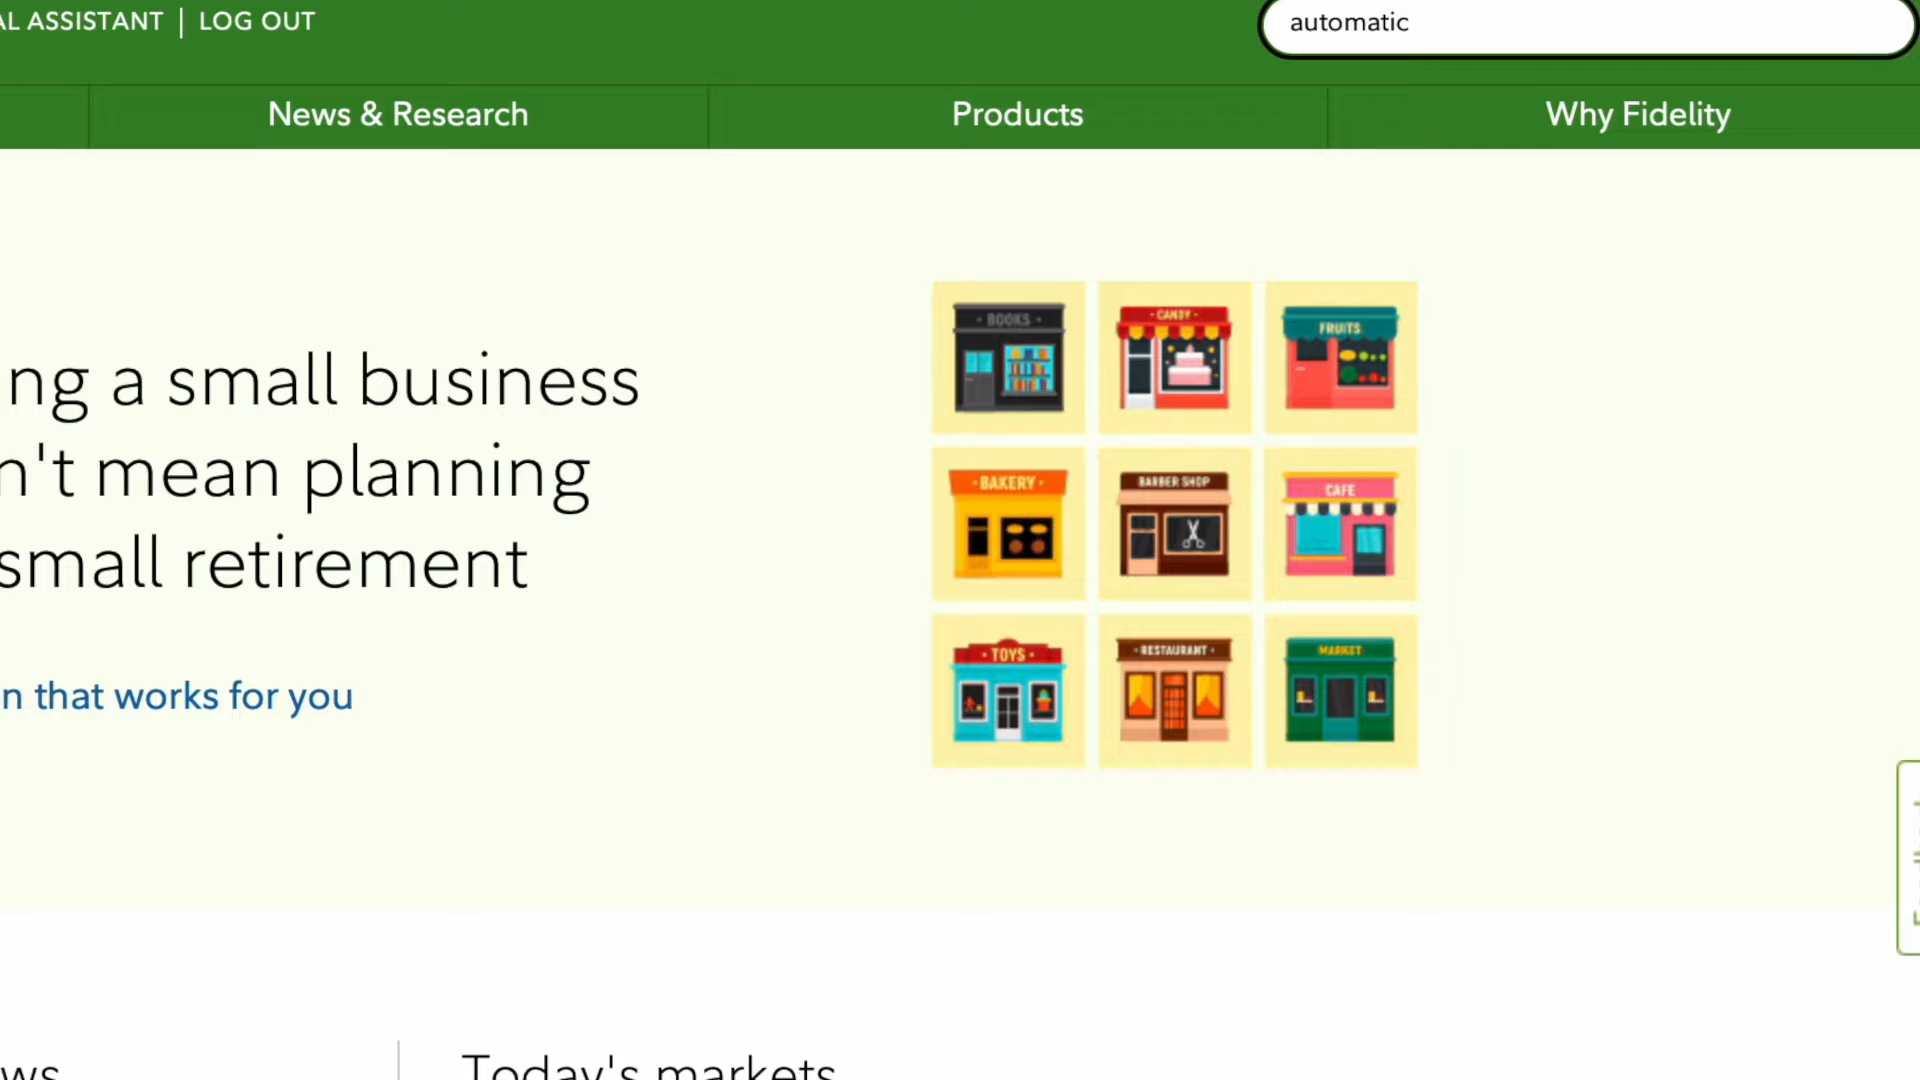 AL ASSISTANT | LOG OUT
automatic
News & Research
Products
Why Fidelity
ng a small business
n't mean planning
small retirement
n that works for you
· BOOKS ·
· CANDY ·
FRUITS
· BAKERY ·
BARBER SHOP
CAFE
· TOYS ·
· RESTAURANT ·
MARKET
ws
Today's markets